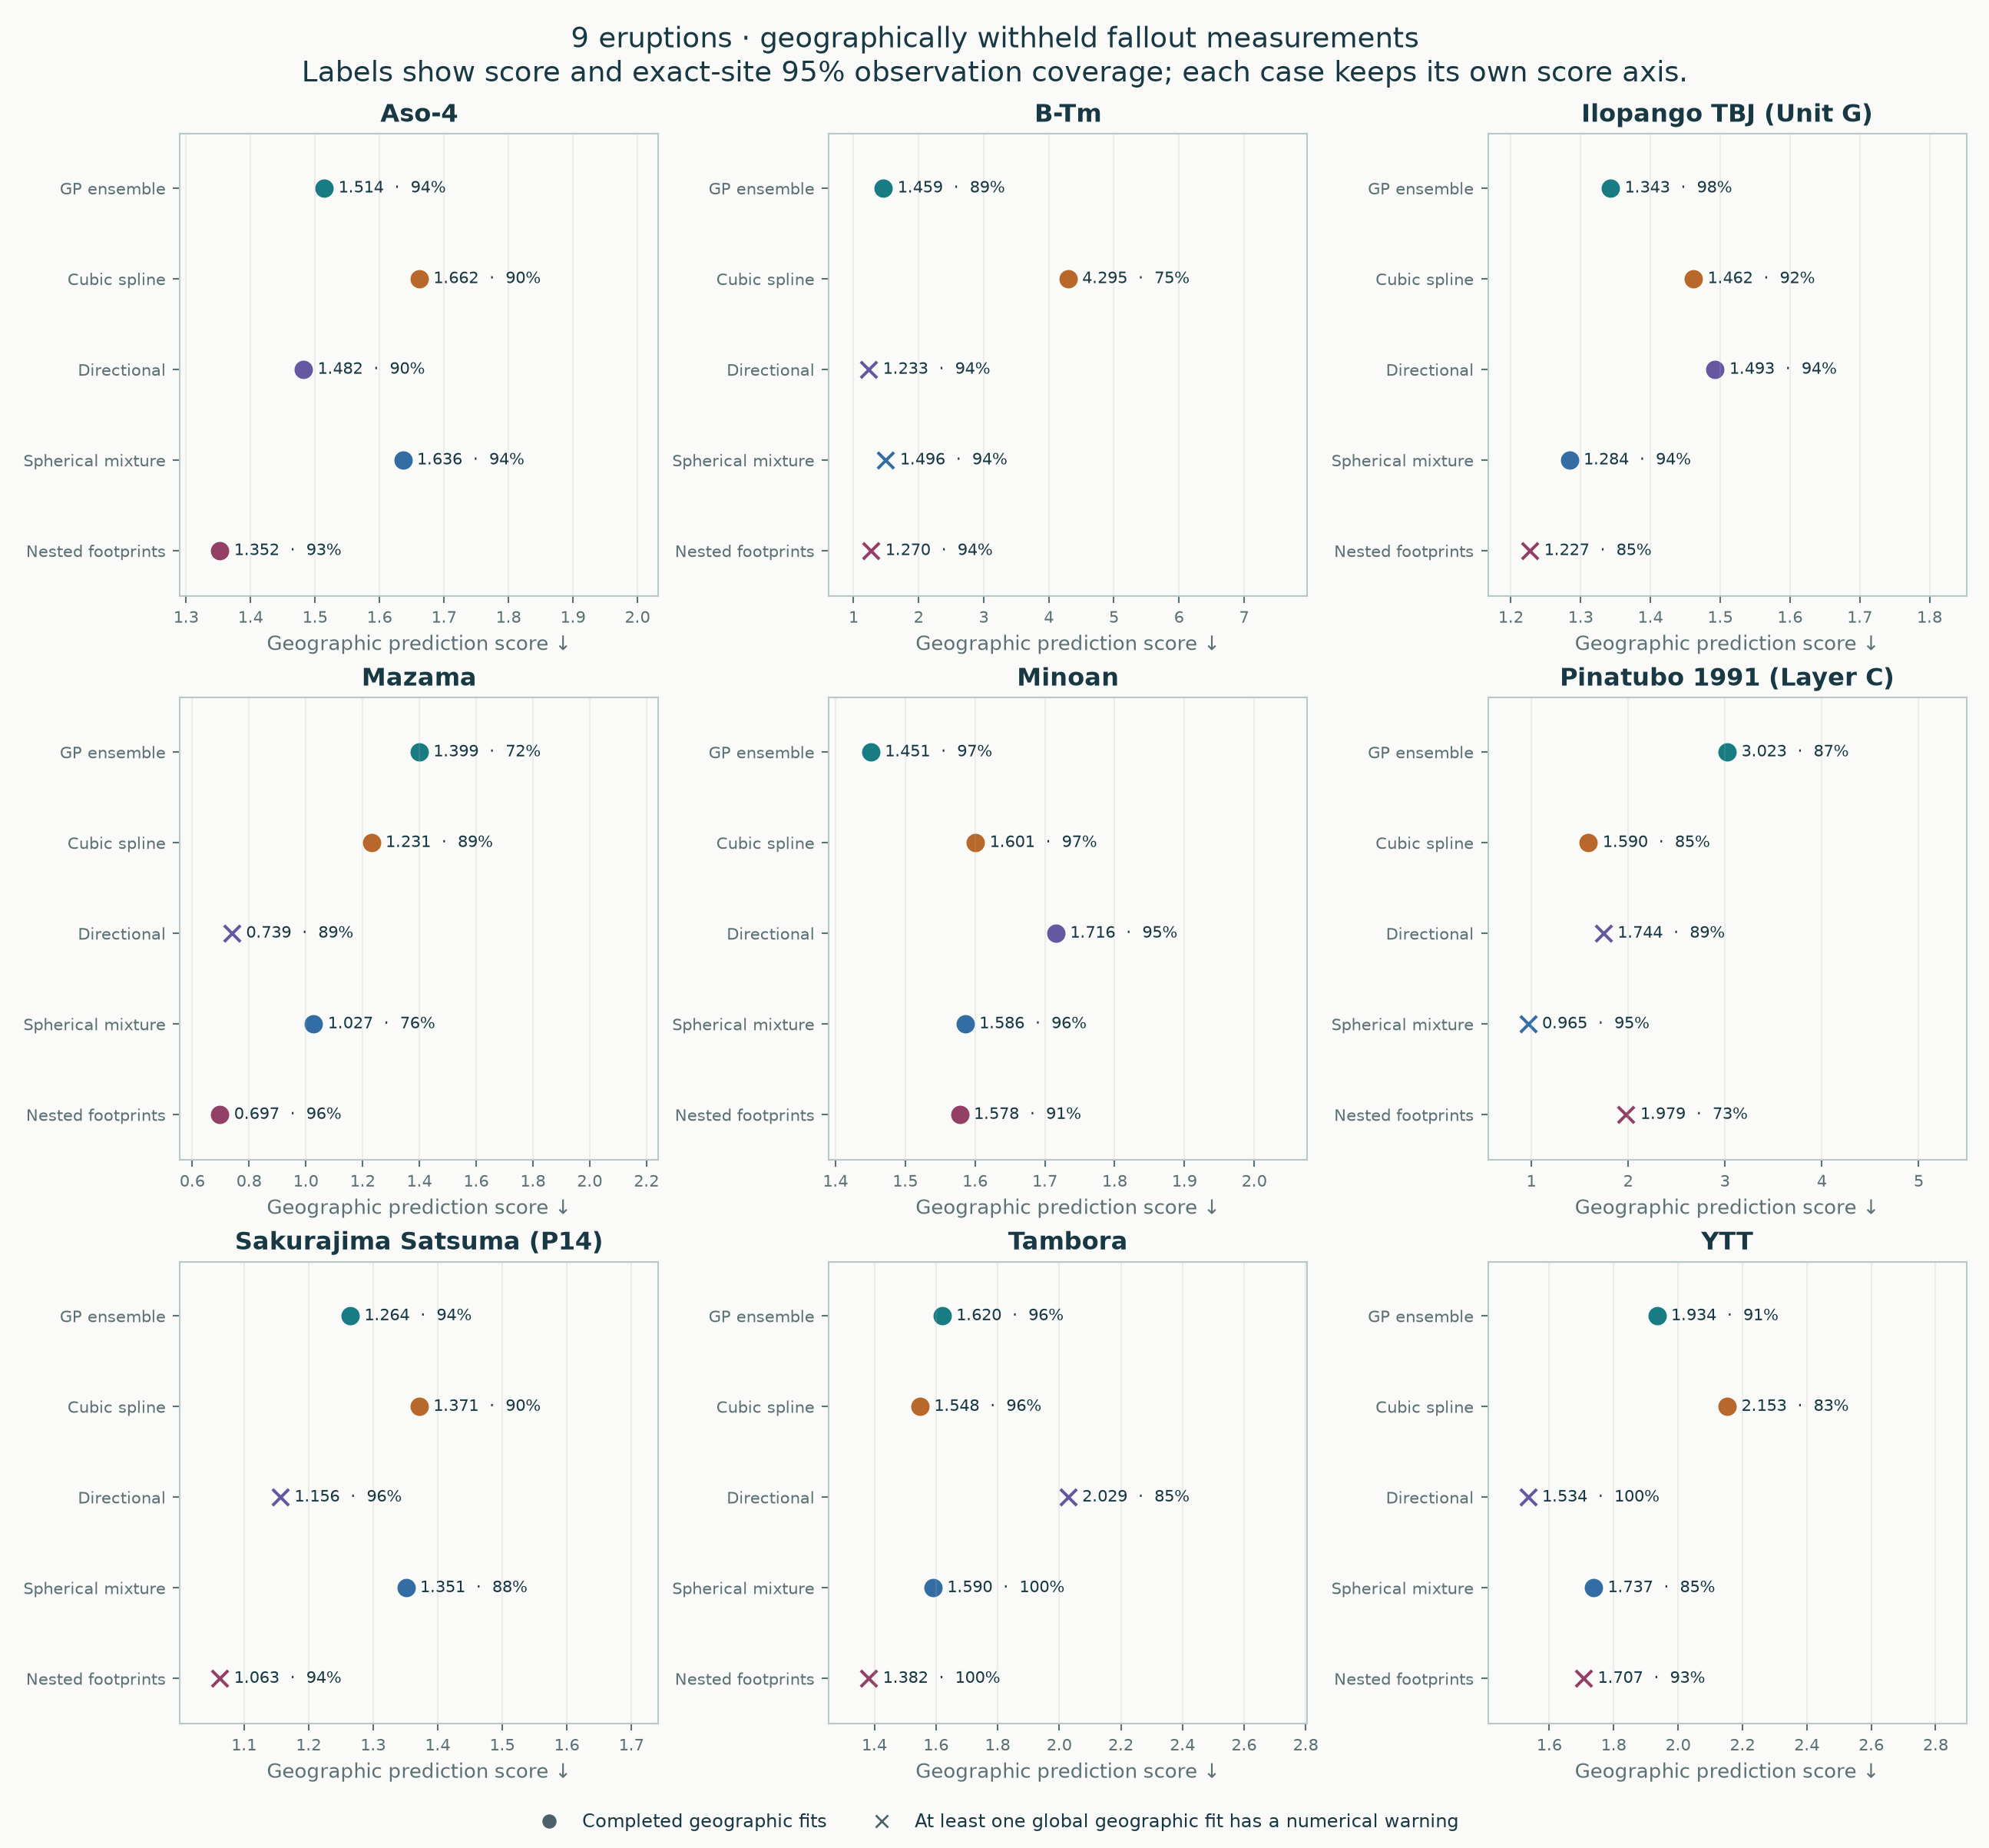 9 eruptions · geographically withheld fallout measurements
Labels show score and exact-site 95% observation coverage; each case keeps its own score axis.
Aso-4
GP ensemble
1.514 · 94%
Cubic spline
1.662 · 90%
Directional
1.482 · 90%
Spherical mixture
1.636 · 94%
Nested footprints
1.352 · 93%
1.3 1.4 1.5 1.6 1.7 1.8 1.9 2.0
Geographic prediction score ↓
B-Tm
GP ensemble
1.459 · 89%
Cubic spline
4.295 · 75%
Directional
1.233 · 94%
Spherical mixture
1.496 · 94%
Nested footprints
1.270 · 94%
1 2 3 4 5 6 7
Geographic prediction score ↓
Ilopango TBJ (Unit G)
GP ensemble
1.343 · 98%
Cubic spline
1.462 · 92%
Directional
1.493 · 94%
Spherical mixture
1.284 · 94%
Nested footprints
1.227 · 85%
1.2 1.3 1.4 1.5 1.6 1.7 1.8
Geographic prediction score ↓
Mazama
GP ensemble
1.399 · 72%
Cubic spline
1.231 · 89%
Directional
0.739 · 89%
Spherical mixture
1.027 · 76%
Nested footprints
0.697 · 96%
0.6 0.8 1.0 1.2 1.4 1.6 1.8 2.0 2.2
Geographic prediction score ↓
Minoan
GP ensemble
1.451 · 97%
Cubic spline
1.601 · 97%
Directional
1.716 · 95%
Spherical mixture
1.586 · 96%
Nested footprints
1.578 · 91%
1.4 1.5 1.6 1.7 1.8 1.9 2.0
Geographic prediction score ↓
Pinatubo 1991 (Layer C)
GP ensemble
3.023 · 87%
Cubic spline
1.590 · 85%
Directional
1.744 · 89%
Spherical mixture
0.965 · 95%
Nested footprints
1.979 · 73%
1 2 3 4 5
Geographic prediction score ↓
Sakurajima Satsuma (P14)
GP ensemble
1.264 · 94%
Cubic spline
1.371 · 90%
Directional
1.156 · 96%
Spherical mixture
1.351 · 88%
Nested footprints
1.063 · 94%
1.1 1.2 1.3 1.4 1.5 1.6 1.7
Geographic prediction score ↓
Tambora
GP ensemble
1.620 · 96%
Cubic spline
1.548 · 96%
Directional
2.029 · 85%
Spherical mixture
1.590 · 100%
Nested footprints
1.382 · 100%
1.4 1.6 1.8 2.0 2.2 2.4 2.6 2.8
Geographic prediction score ↓
YTT
GP ensemble
1.934 · 91%
Cubic spline
2.153 · 83%
Directional
1.534 · 100%
Spherical mixture
1.737 · 85%
Nested footprints
1.707 · 93%
1.6 1.8 2.0 2.2 2.4 2.6 2.8
Geographic prediction score ↓
Completed geographic fits
At least one global geographic fit has a numerical warning